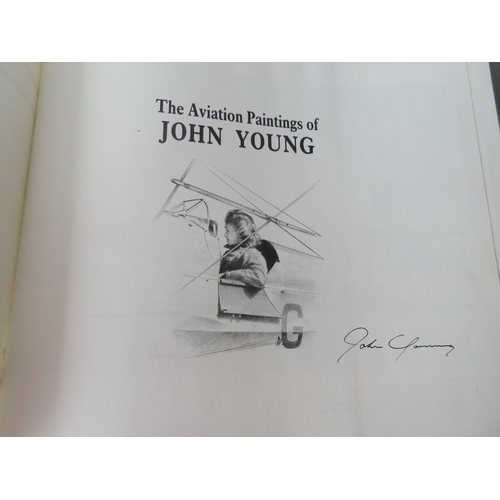 The Aviation Paintings of
JOHN YOUNG
G
John Young